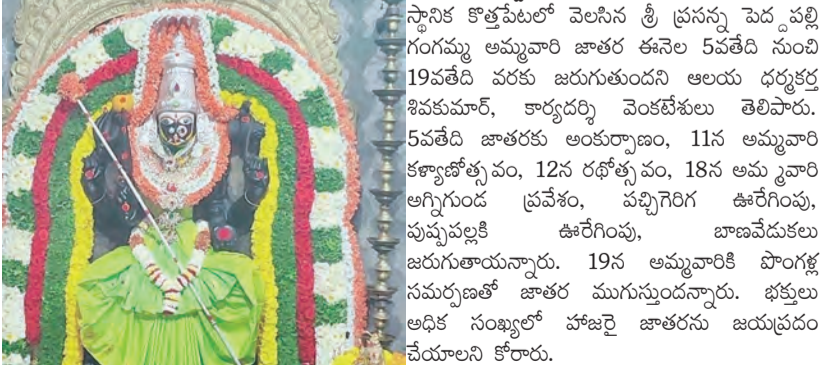 స్థానిక కొత్తపేటలో వెలసిన శ్రీ ప్రసన్న పెద్దపల్లి
గంగమ్మ అమ్మవారి జాతర ఈనెల 5వతేది నుంచి
19వతేది వరకు జరుగుతుందని ఆలయ ధర్మకర్త
శివకుమార్, కార్యదర్శి వెంకటేశులు తెలిపారు.
5వతేది జాతరకు అంకుర్పాణం, 11న అమ్మవారి
కళ్యాణోత్సవం, 12న రథోత్సవం, 18న అమ్మవారి
అగ్నిగుండ ప్రవేశం, పచ్చిగెరిగ ఊరేగింపు,
పుష్పపల్లకి ఊరేగింపు, బాణవేడుకలు
జరుగుతాయన్నారు. 19న అమ్మవారికి పొంగళ్ల
సమర్పణతో జాతర ముగుస్తుందన్నారు. భక్తులు
అధిక సంఖ్యలో హాజరై జాతరను జయప్రదం
చేయాలని కోరారు.